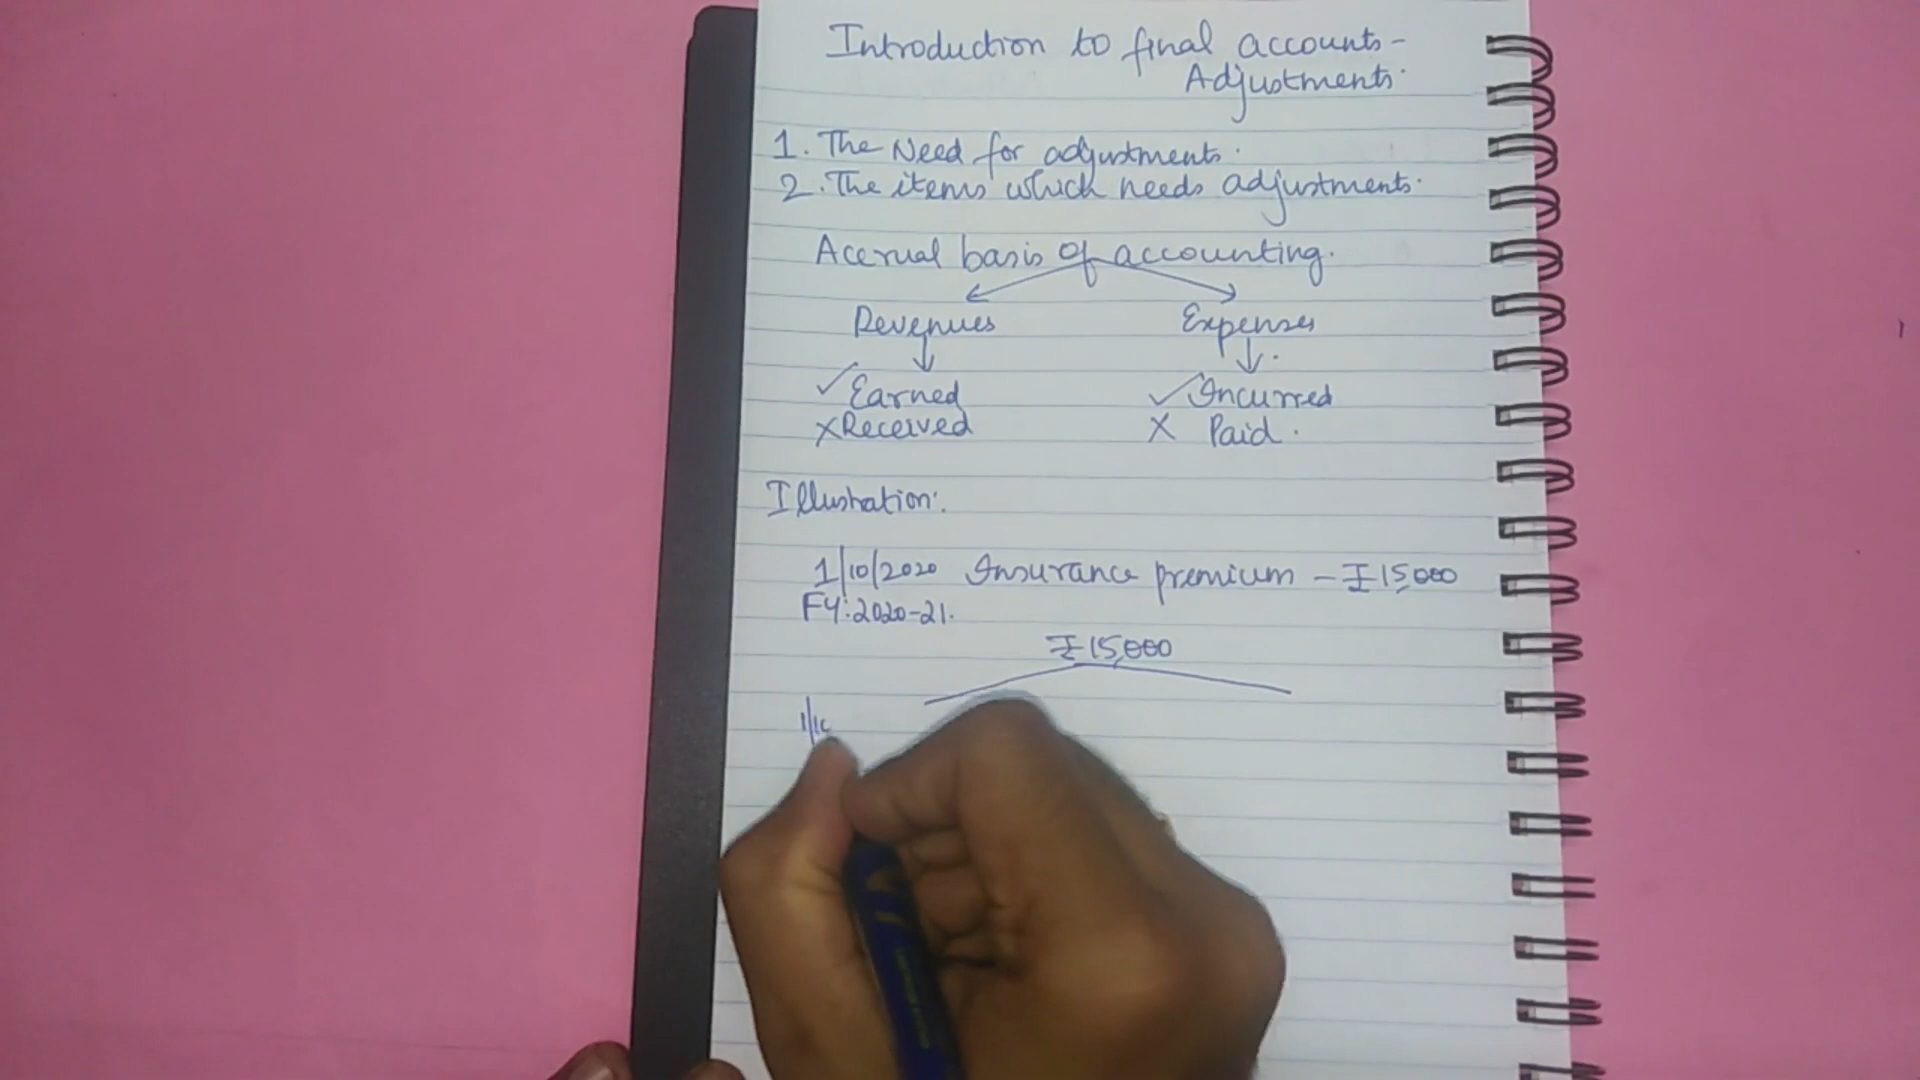 Introduction to final accounts -
Adjustments.
1. The Need for adjustments.
2. The items which needs adjustments.
Accrual basis of accounting.
Revenues Expenses
✓ Earned ✓ Incurred
X Received X Paid.
Illustration:
1/10/2020 Insurance premium - ₹15,000
FY: 2020-21.
₹15,000